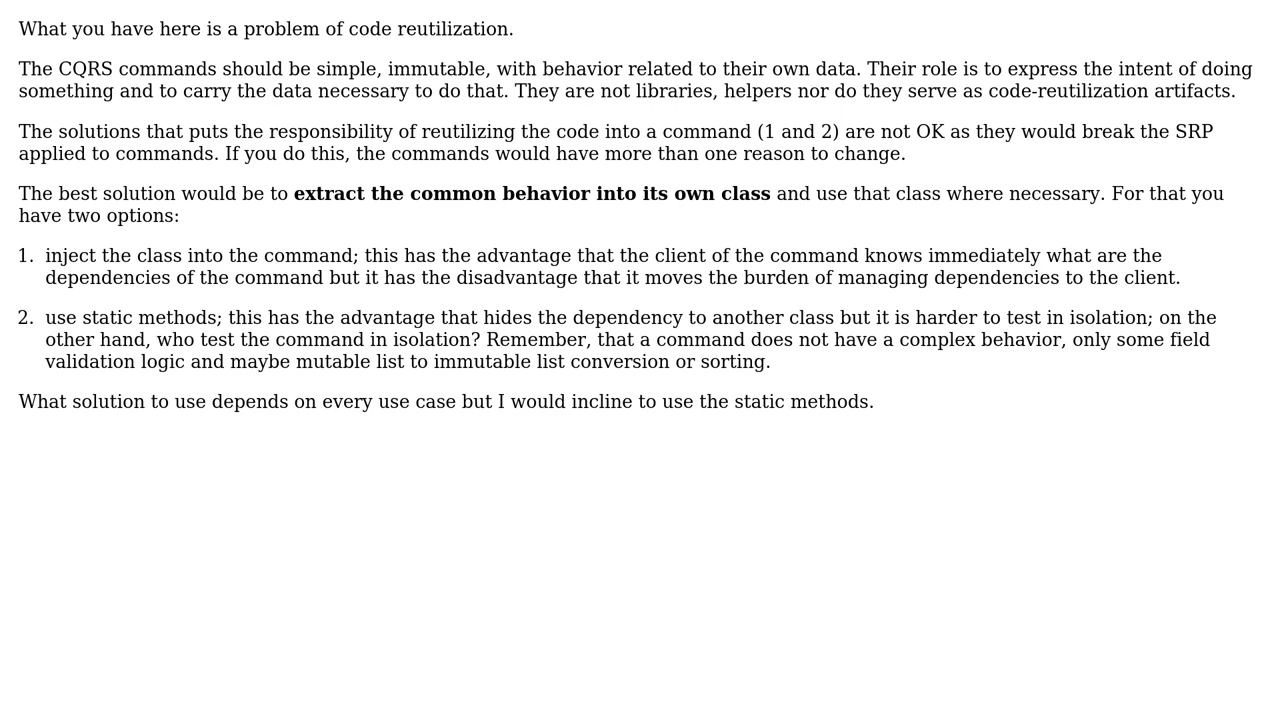 What you have here is a problem of code reutilization.
The CQRS commands should be simple, immutable, with behavior related to their own data. Their role is to express the intent of doing
something and to carry the data necessary to do that. They are not libraries, helpers nor do they serve as code-reutilization artifacts.
The solutions that puts the responsibility of reutilizing the code into a command (1 and 2) are not OK as they would break the SRP
applied to commands. If you do this, the commands would have more than one reason to change.
The best solution would be to extract the common behavior into its own class and use that class where necessary. For that you
have two options:
1. inject the class into the command; this has the advantage that the client of the command knows immediately what are the
dependencies of the command but it has the disadvantage that it moves the burden of managing dependencies to the client.
2. use static methods; this has the advantage that hides the dependency to another class but it is harder to test in isolation; on the
other hand, who test the command in isolation? Remember, that a command does not have a complex behavior, only some field
validation logic and maybe mutable list to immutable list conversion or sorting.
What solution to use depends on every use case but I would incline to use the static methods.